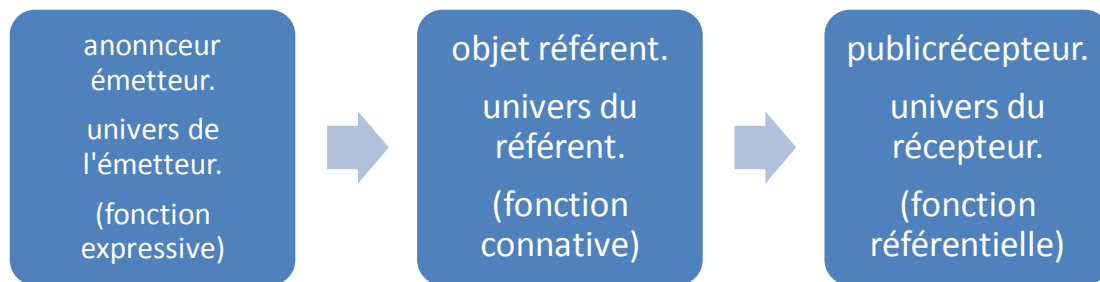 anonnceur
émetteur.
univers de
l'émetteur.
(fonction
expressive)
objet référent.
univers du
référent.
(fonction
connative)
publicrécepteur.
univers du
récepteur.
(fonction
référentielle)